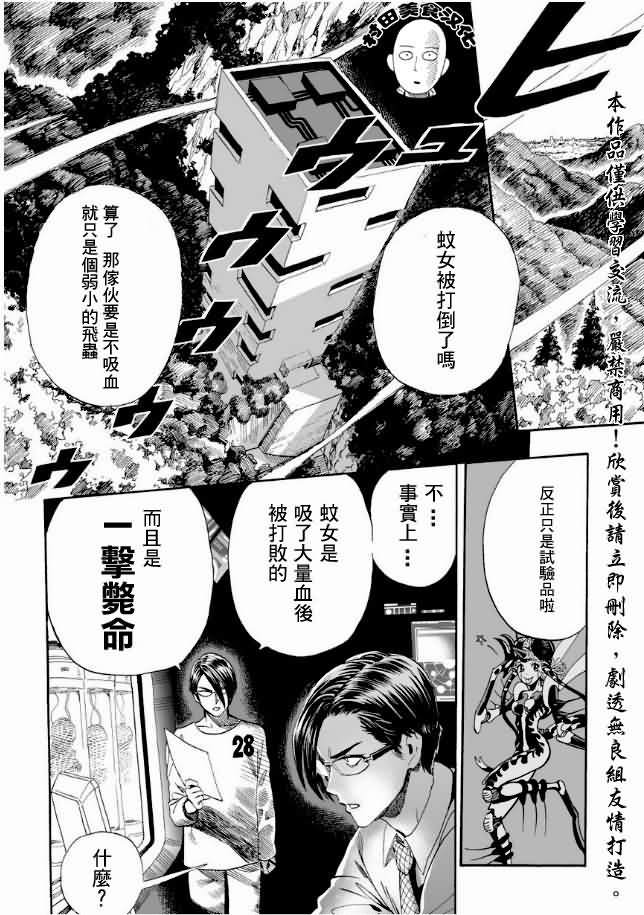 村田美食汉化
ヒュウウウウウ
蚊女被打倒了嗎
算了 那傢伙要是不吸血
就只是個弱小的飛蟲
反正只是試驗品啦
不…
事實上…
蚊女是
吸了大量血後
被打敗的
而且是
一擊斃命
28
什麼?
本作品僅供學習交流,嚴禁商用!欣賞後請立即刪除,劇透無良組友情打造。